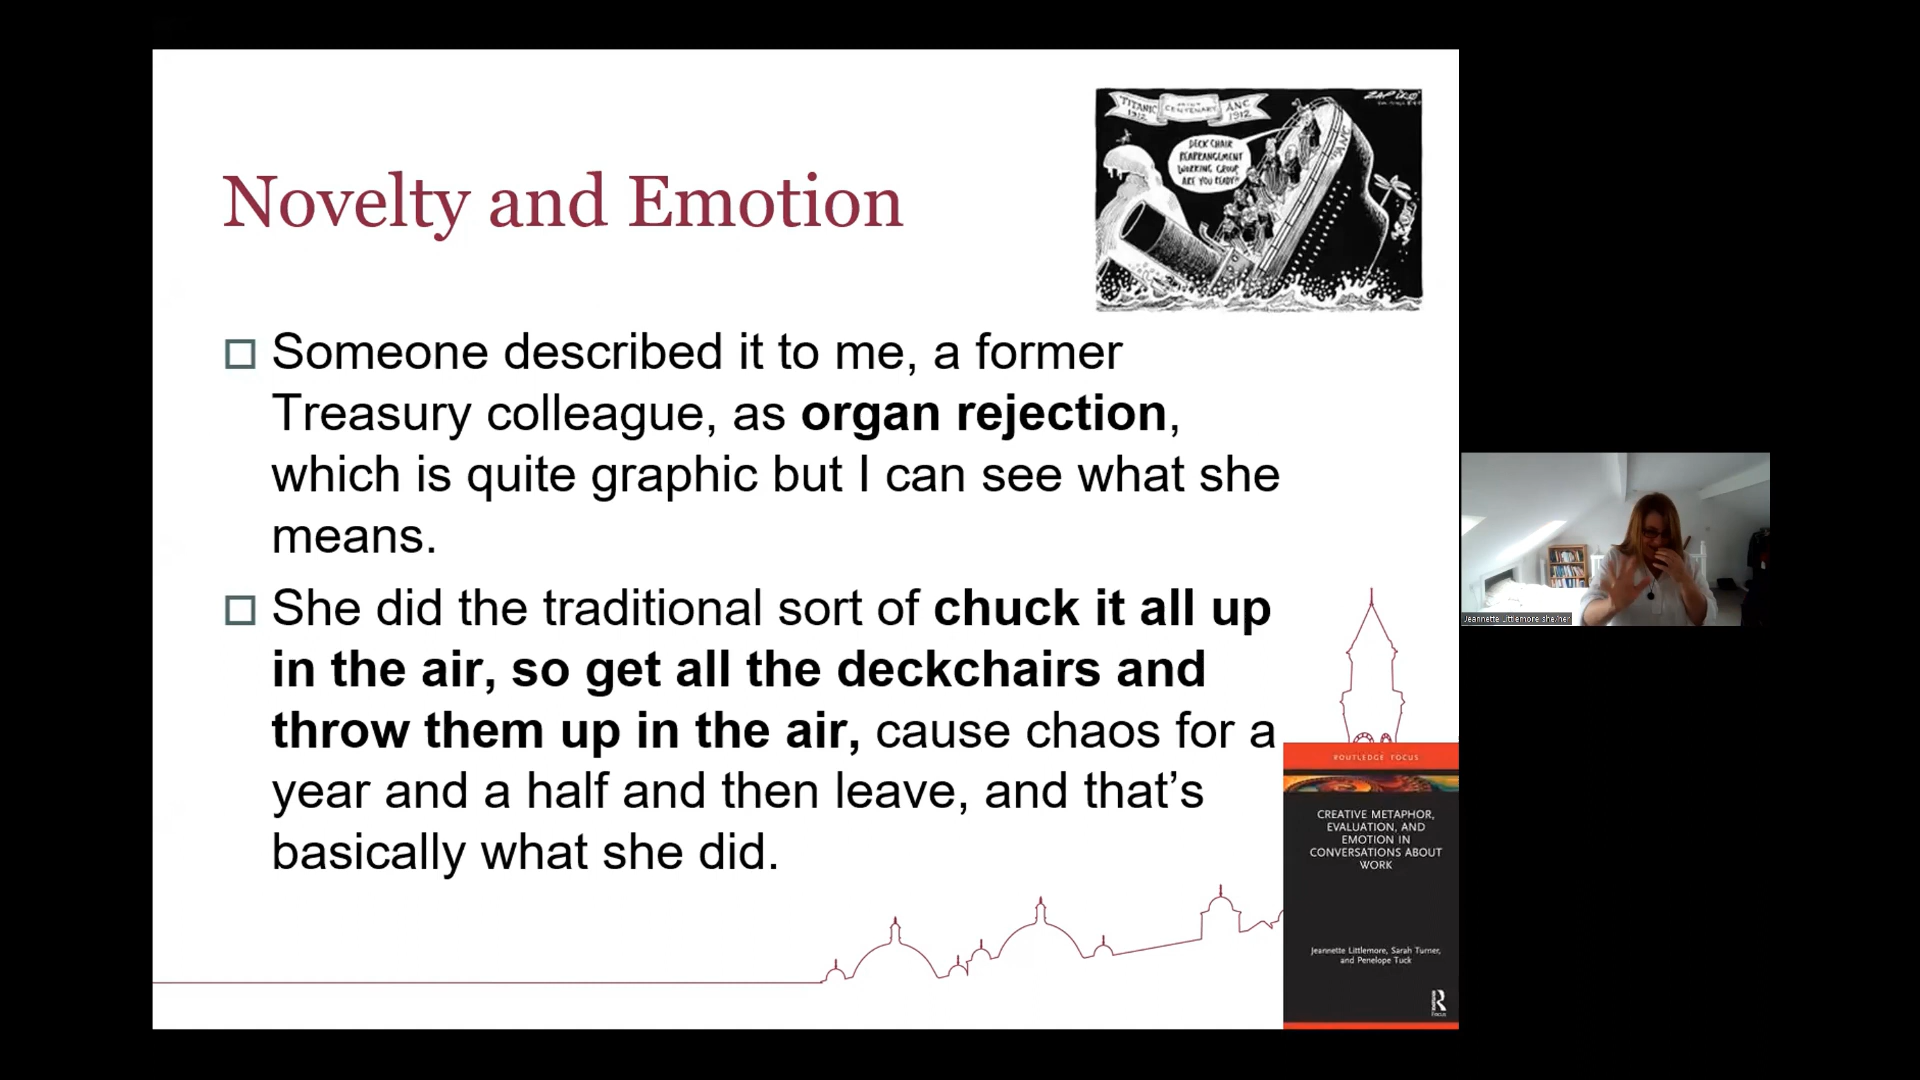 Novelty and Emotion
TITANIC
1912
CENTENARY
ANC
1912
ZAPIRO
DECK CHAIR
REARRANGEMENT
WORKING GROUP,
ARE YOU READY?
Someone described it to me, a former
Treasury colleague, as organ rejection,
which is quite graphic but I can see what she
means.
She did the traditional sort of chuck it all up
in the air, so get all the deckchairs and
throw them up in the air, cause chaos for a
year and a half and then leave, and that’s
basically what she did.
Jeannette Littlemore she/her
ROUTLEDGE FOCUS
CREATIVE METAPHOR,
EVALUATION, AND
EMOTION IN
CONVERSATIONS ABOUT
WORK
Jeannette Littlemore, Sarah Turner,
and Penelope Tuck
R
Focus